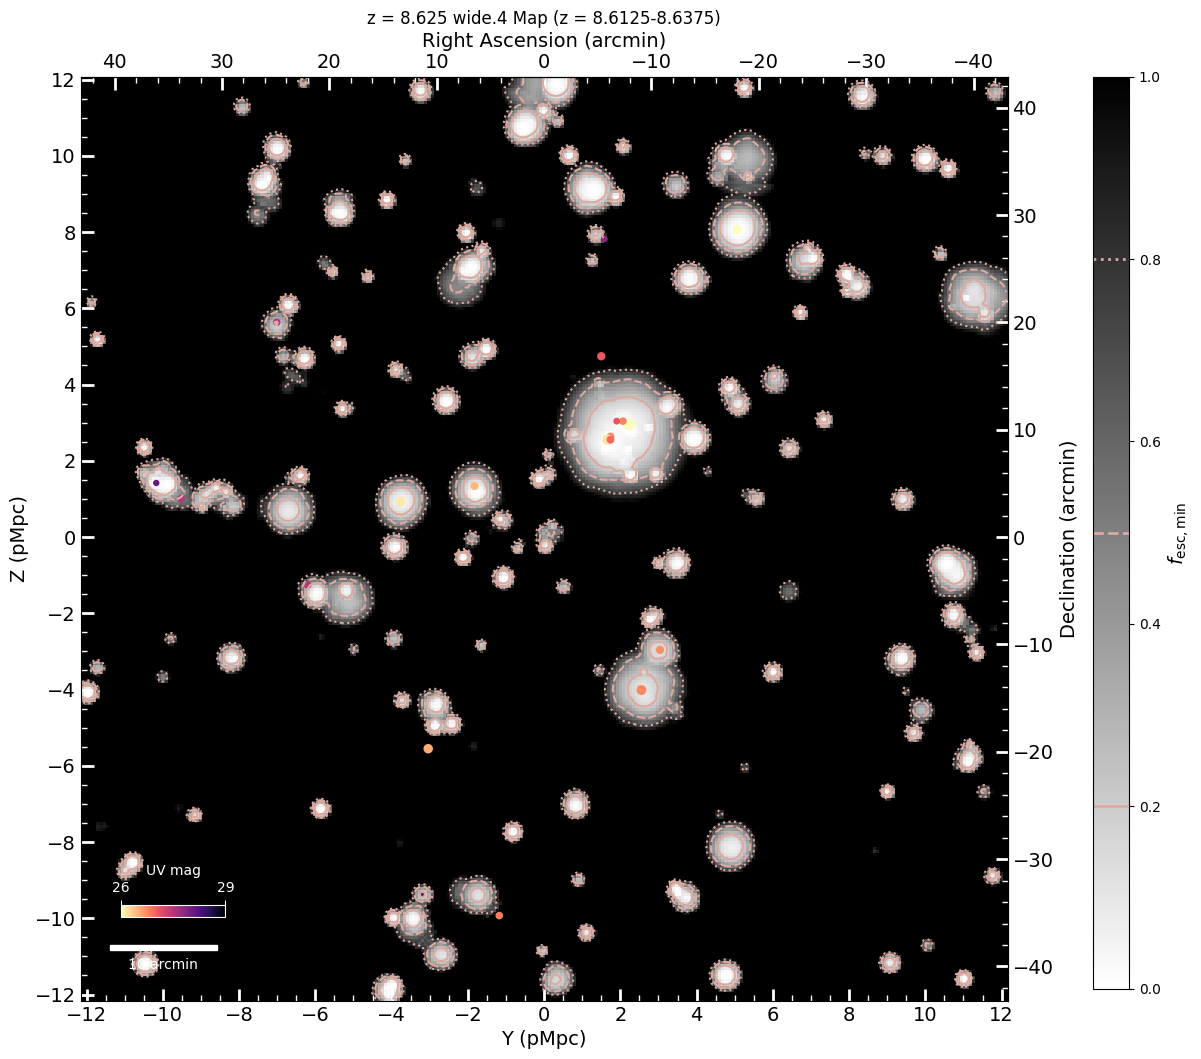 z = 8.625 wide.4 Map (z = 8.6125-8.6375)
Right Ascension (arcmin)
40 30 20 10 0 −10 −20 −30 −40
12 10 8 6 4 2 0 −2 −4 −6 −8 −10 −12
Z (pMpc)
40 30 20 10 0 −10 −20 −30 −40
Declination (arcmin)
1.0 0.8 0.6 0.4 0.2 0.0
fesc,min
UV mag
26 29
arcmin
−12 −10 −8 −6 −4 −2 0 2 4 6 8 10 12
Y (pMpc)